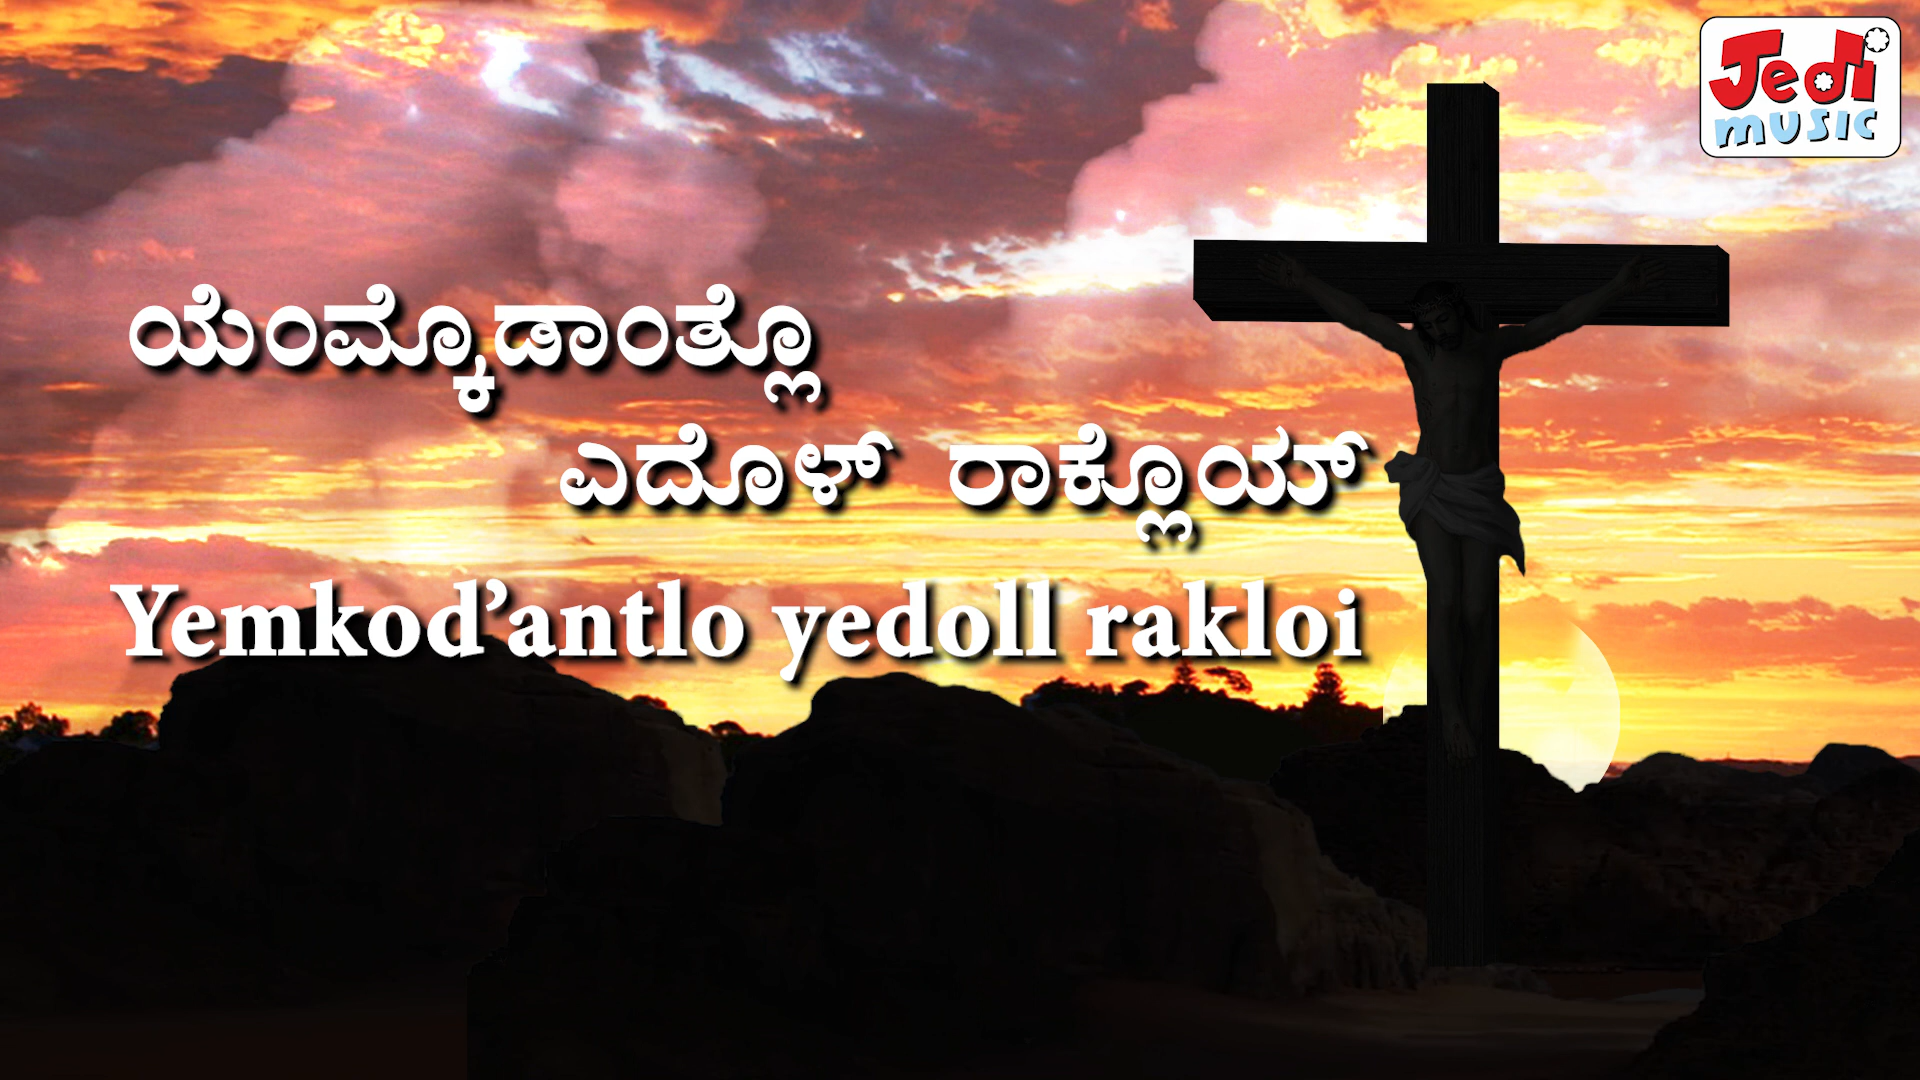 Jedi
music
ಯೆಂಮ್ಕೊಡಾಂತ್ಲೊ
ಎದೊಳ್ ರಾಕ್ಲೊಯ್
Yemkod’antlo yedoll rakloi